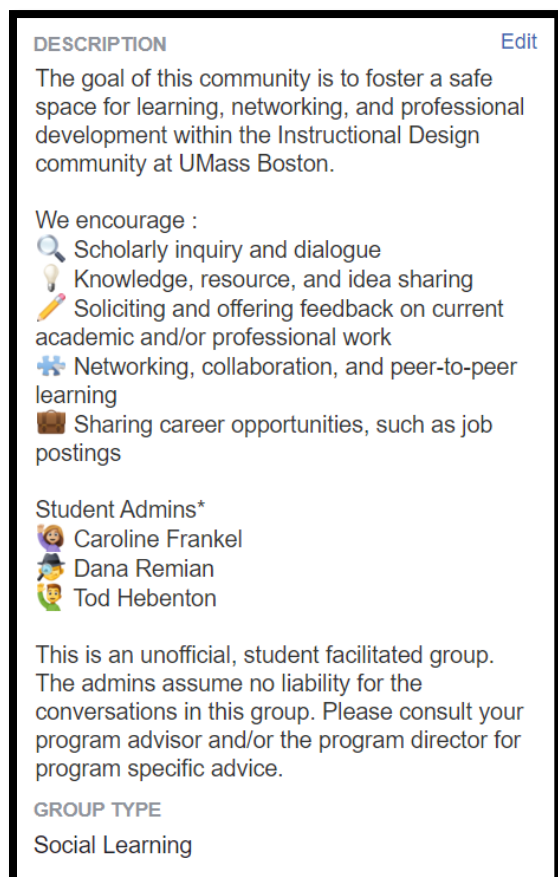 DESCRIPTION Edit
The goal of this community is to foster a safe
space for learning, networking, and professional
development within the Instructional Design
community at UMass Boston.
We encourage :
🔍 Scholarly inquiry and dialogue
💡 Knowledge, resource, and idea sharing
✏️ Soliciting and offering feedback on current
academic and/or professional work
🧩 Networking, collaboration, and peer-to-peer
learning
💼 Sharing career opportunities, such as job
postings
Student Admins*
🙋🏼‍♀️ Caroline Frankel
🕵️ Dana Remian
🙋‍♂️ Tod Hebenton
This is an unofficial, student facilitated group.
The admins assume no liability for the
conversations in this group. Please consult your
program advisor and/or the program director for
program specific advice.
GROUP TYPE
Social Learning